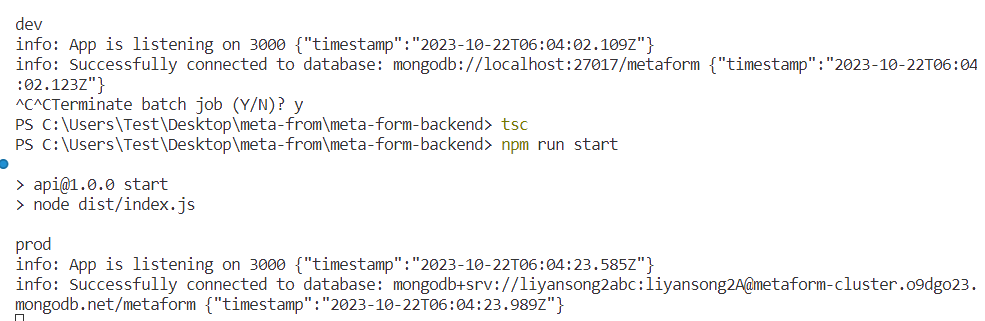 dev
info: App is listening on 3000 {"timestamp":"2023-10-22T06:04:02.109Z"}
info: Successfully connected to database: mongodb://localhost:27017/metaform {"timestamp":"2023-10-22T06:04
:02.123Z"}
^C^CTerminate batch job (Y/N)? y
PS C:\Users\Test\Desktop\meta-from\meta-form-backend> tsc
PS C:\Users\Test\Desktop\meta-from\meta-form-backend> npm run start
> api@1.0.0 start
> node dist/index.js
prod
info: App is listening on 3000 {"timestamp":"2023-10-22T06:04:23.585Z"}
info: Successfully connected to database: mongodb+srv://liyansong2abc:liyansong2A@metaform-cluster.o9dgo23.
mongodb.net/metaform {"timestamp":"2023-10-22T06:04:23.989Z"}